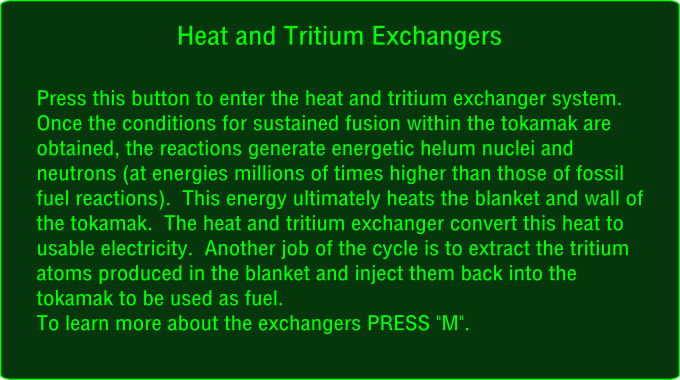 Heat and Tritium Exchangers
Press this button to enter the heat and tritium exchanger system.
Once the conditions for sustained fusion within the tokamak are
obtained, the reactions generate energetic helum nuclei and
neutrons (at energies millions of times higher than those of fossil
fuel reactions).  This energy ultimately heats the blanket and wall of
the tokamak.  The heat and tritium exchanger convert this heat to
usable electricity.  Another job of the cycle is to extract the tritium
atoms produced in the blanket and inject them back into the
tokamak to be used as fuel.
To learn more about the exchangers PRESS "M".